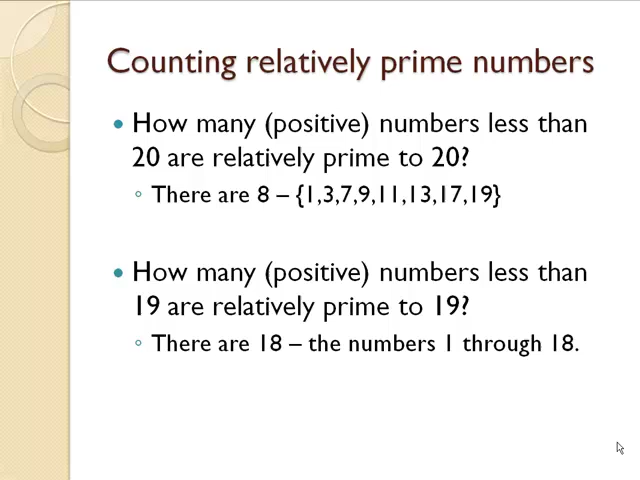 Counting relatively prime numbers
• How many (positive) numbers less than
20 are relatively prime to 20?
◦ There are 8 – {1,3,7,9,11,13,17,19}
• How many (positive) numbers less than
19 are relatively prime to 19?
◦ There are 18 – the numbers 1 through 18.